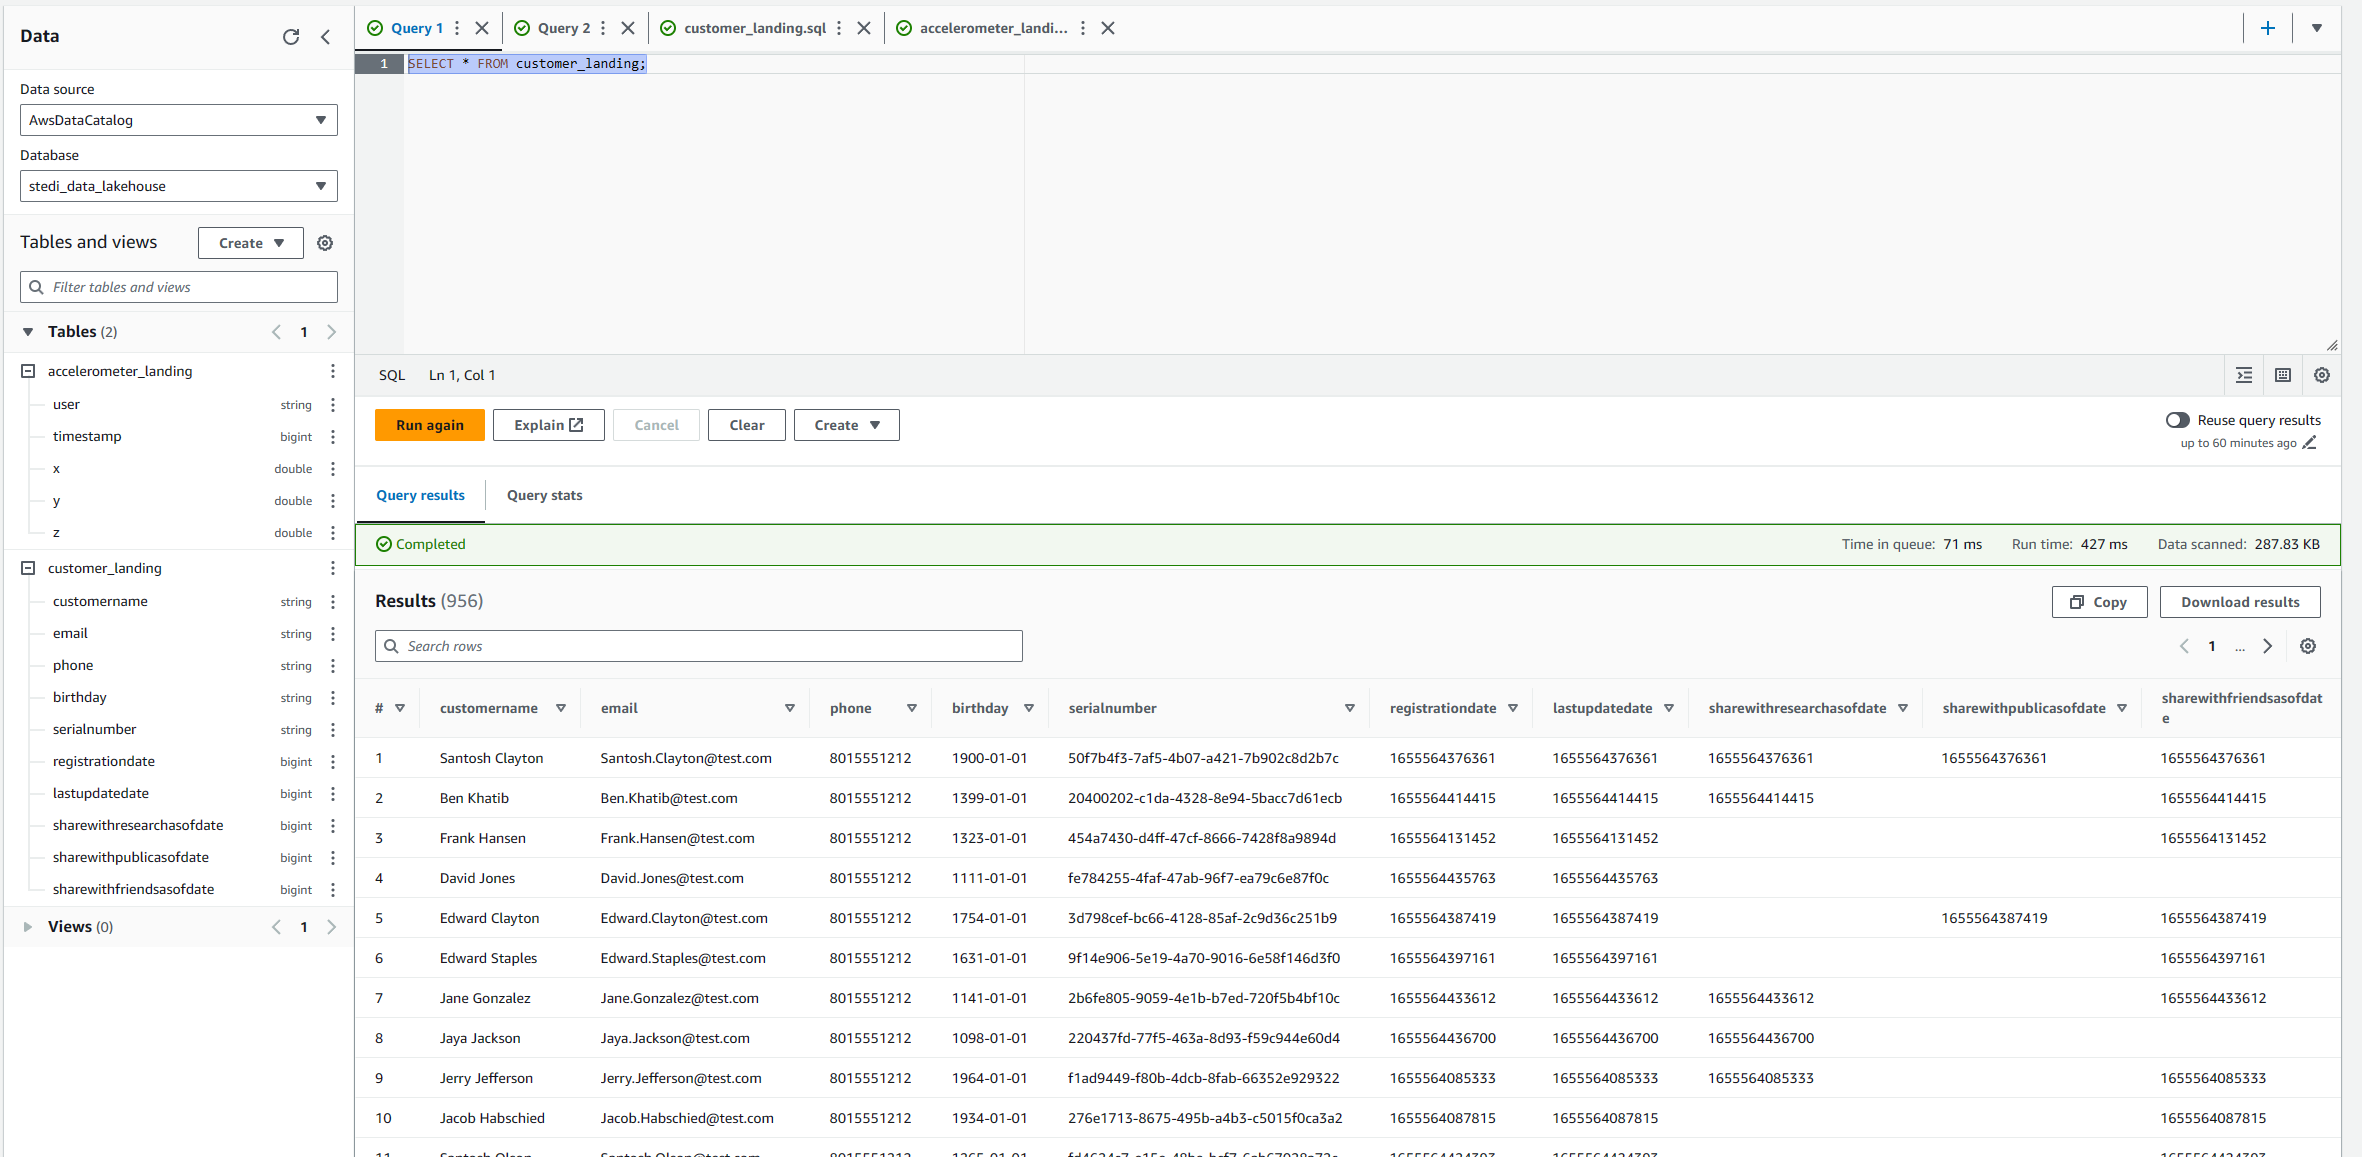 Data
Data source
AwsDataCatalog
Database
stedi_data_lakehouse
Tables and views
Create
Filter tables and views
Tables (2)
1
accelerometer_landing
user string
timestamp bigint
x double
y double
z double
customer_landing
customername string
email string
phone string
birthday string
serialnumber string
registrationdate bigint
lastupdatedate bigint
sharewithresearchasofdate bigint
sharewithpublicasofdate bigint
sharewithfriendsasofdate bigint
Views (0)
1
Query 1 Query 2 customer_landing.sql accelerometer_landi...
1 SELECT * FROM customer_landing;
SQL Ln 1, Col 1
Run again Explain Cancel Clear Create
Reuse query results
up to 60 minutes ago
Query results Query stats
Completed Time in queue: 71 ms Run time: 427 ms Data scanned: 287.83 KB
Results (956)
Copy Download results
Search rows
1 ...
# customername email phone birthday serialnumber registrationdate lastupdatedate sharewithresearchasofdate sharewithpublicasofdate sharewithfriendsasofdat
e
1 Santosh Clayton Santosh.Clayton@test.com 8015551212 1900-01-01 50f7b4f3-7af5-4b07-a421-7b902c8d2b7c 1655564376361 1655564376361 1655564376361 1655564376361 1655564376361
2 Ben Khatib Ben.Khatib@test.com 8015551212 1399-01-01 20400202-c1da-4328-8e94-5bacc7d61ecb 1655564414415 1655564414415 1655564414415 1655564414415
3 Frank Hansen Frank.Hansen@test.com 8015551212 1323-01-01 454a7430-d4ff-47cf-8666-7428f8a9894d 1655564131452 1655564131452 1655564131452
4 David Jones David.Jones@test.com 8015551212 1111-01-01 fe784255-4faf-47ab-96f7-ea79c6e87f0c 1655564435763 1655564435763
5 Edward Clayton Edward.Clayton@test.com 8015551212 1754-01-01 3d798cef-bc66-4128-85af-2c9d36c251b9 1655564387419 1655564387419 1655564387419 1655564387419
6 Edward Staples Edward.Staples@test.com 8015551212 1631-01-01 9f14e906-5e19-4a70-9016-6e58f146d3f0 1655564397161 1655564397161 1655564397161
7 Jane Gonzalez Jane.Gonzalez@test.com 8015551212 1141-01-01 2b6fe805-9059-4e1b-b7ed-720f5b4bf10c 1655564433612 1655564433612 1655564433612 1655564433612
8 Jaya Jackson Jaya.Jackson@test.com 8015551212 1098-01-01 220437fd-77f5-463a-8d93-f59c944e60d4 1655564436700 1655564436700 1655564436700
9 Jerry Jefferson Jerry.Jefferson@test.com 8015551212 1964-01-01 f1ad9449-f80b-4dcb-8fab-66352e929322 1655564085333 1655564085333 1655564085333 1655564085333
10 Jacob Habschied Jacob.Habschied@test.com 8015551212 1934-01-01 276e1713-8675-495b-a4b3-c5015f0ca3a2 1655564087815 1655564087815 1655564087815